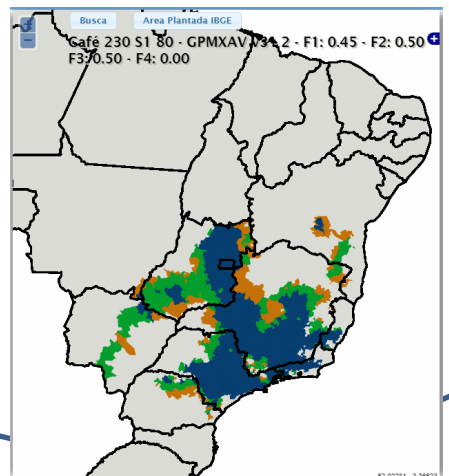 Busca Area Plantada IBGE
Café 230 S1 80 - GPMXAV V31.2 - F1: 0.45 - F2: 0.50
F3: 0.50 - F4: 0.00